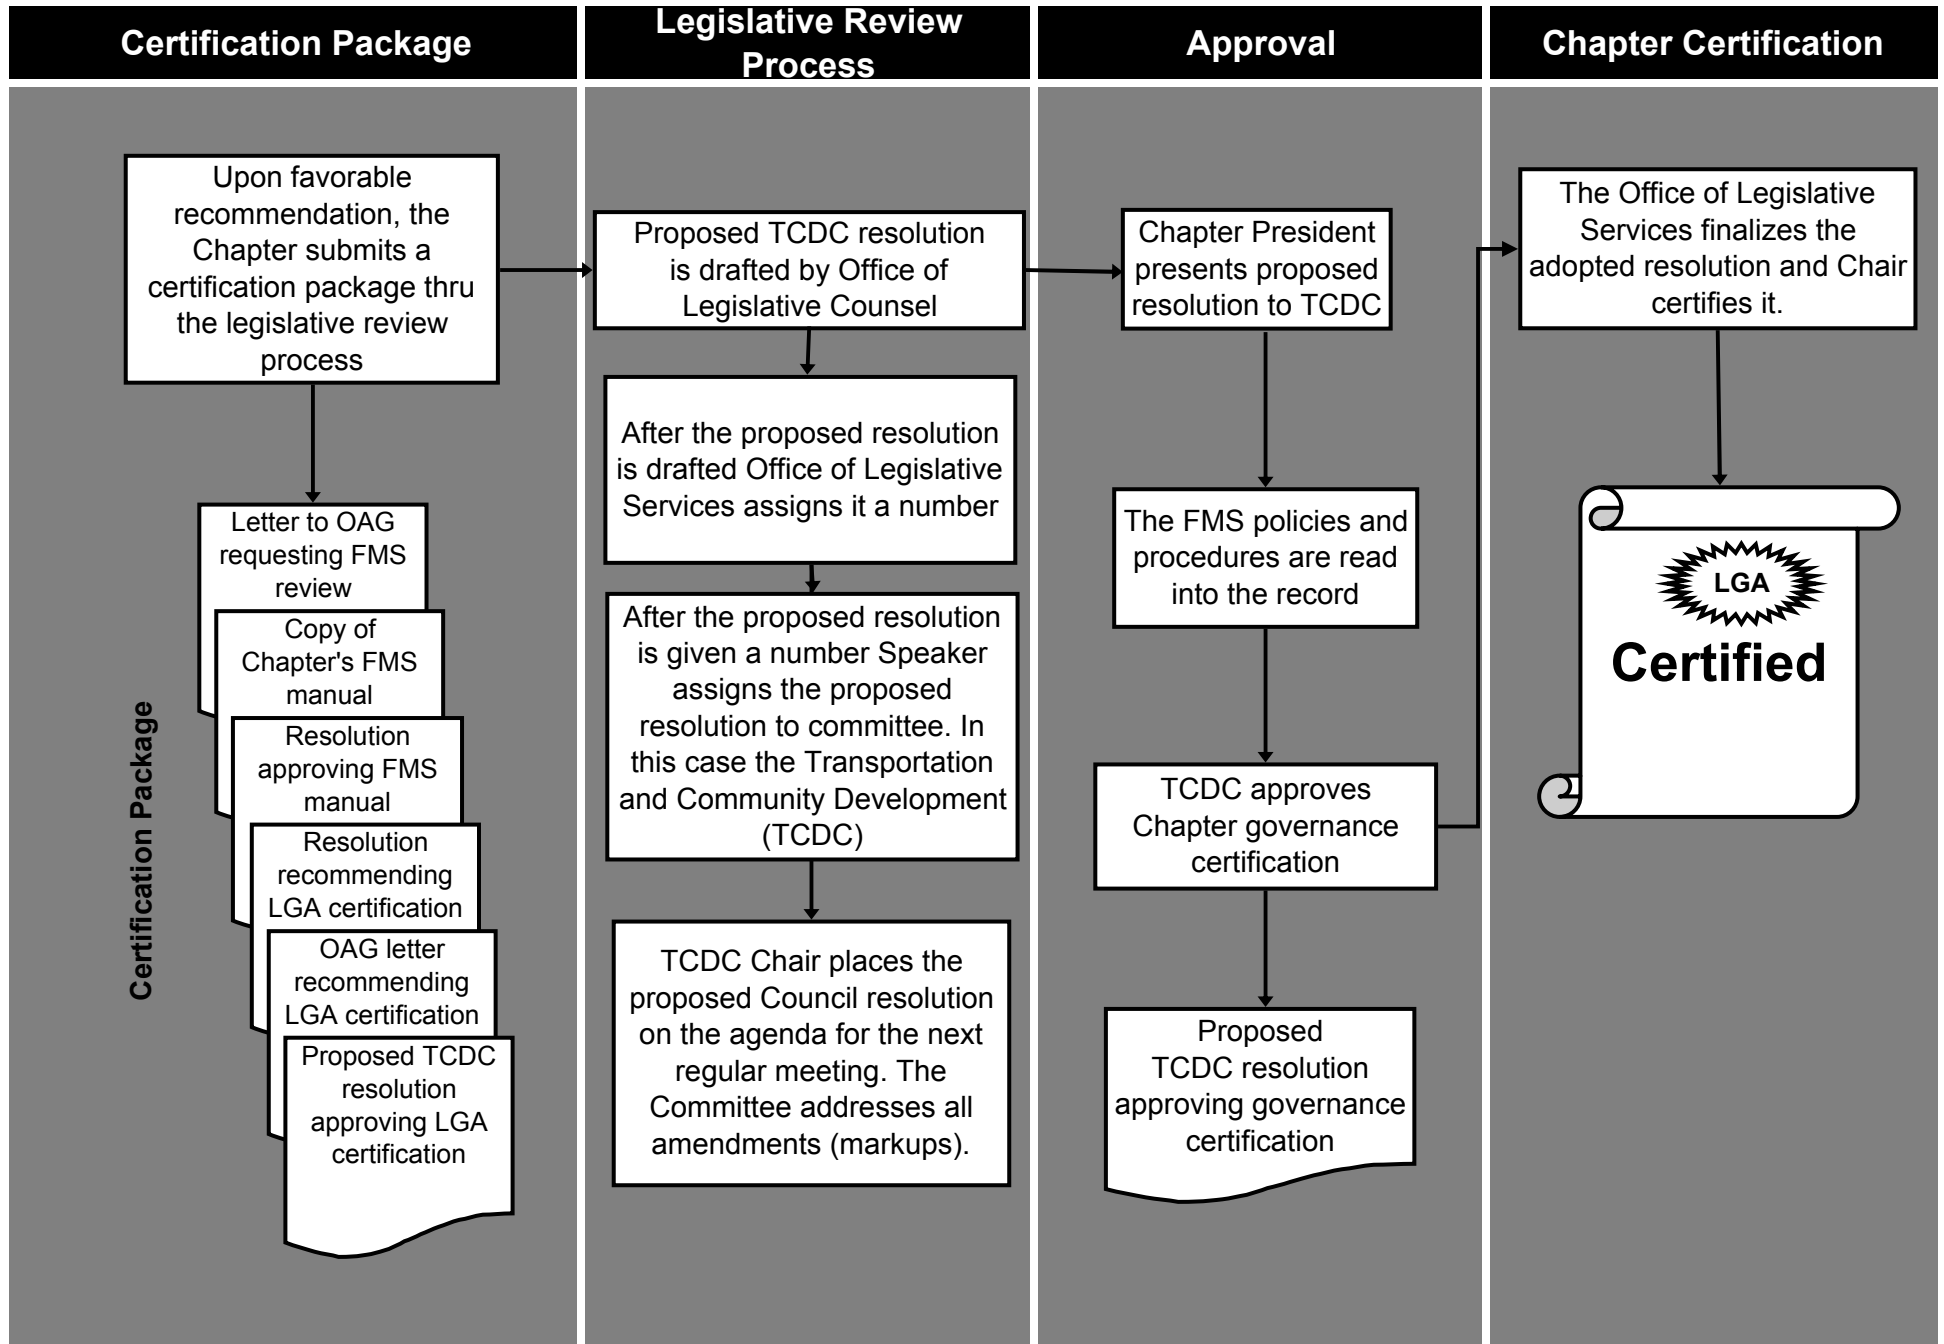 Certification Package
Legislative Review
Process
Approval
Chapter Certification
Upon favorable
recommendation, the
Chapter submits a
certification package thru
the legislative review
process
Letter to OAG
requesting FMS
review
Copy of
Chapter's FMS
manual
Resolution
approving FMS
manual
Resolution
recommending
LGA certification
OAG letter
recommending
LGA certification
Proposed TCDC
resolution
approving LGA
certification
Certification Package
Proposed TCDC resolution
is drafted by Office of
Legislative Counsel
After the proposed resolution
is drafted Office of Legislative
Services assigns it a number
After the proposed resolution
is given a number Speaker
assigns the proposed
resolution to committee. In
this case the Transportation
and Community Development
(TCDC)
TCDC Chair places the
proposed Council resolution
on the agenda for the next
regular meeting. The
Committee addresses all
amendments (markups).
Chapter President
presents proposed
resolution to TCDC
The FMS policies and
procedures are read
into the record
TCDC approves
Chapter governance
certification
Proposed
TCDC resolution
approving governance
certification
The Office of Legislative
Services finalizes the
adopted resolution and Chair
certifies it.
LGA
Certified